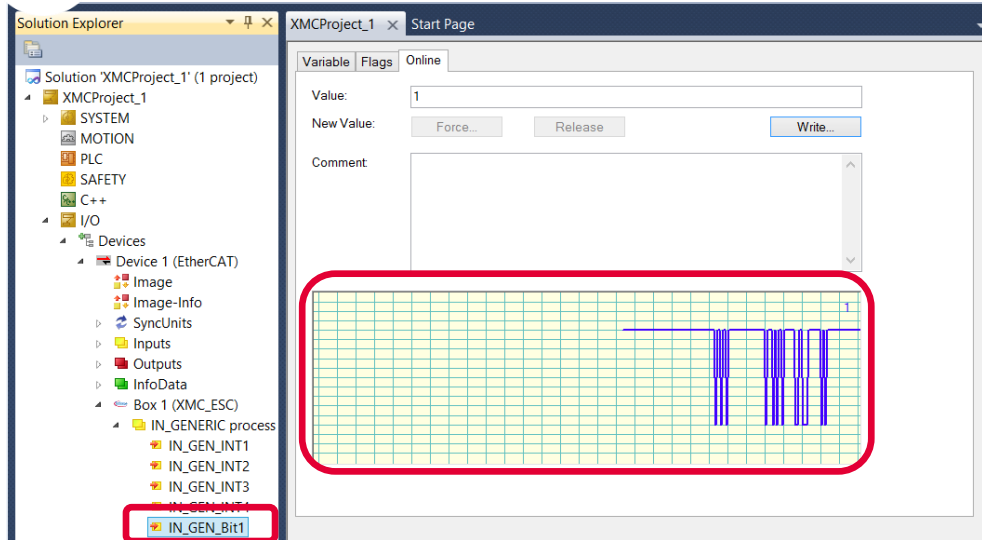 Solution Explorer
Solution 'XMCProject_1' (1 project)
XMCProject_1
SYSTEM
MOTION
PLC
SAFETY
C++
I/O
Devices
Device 1 (EtherCAT)
Image
Image-Info
SyncUnits
Inputs
Outputs
InfoData
Box 1 (XMC_ESC)
IN_GENERIC process
IN_GEN_INT1
IN_GEN_INT2
IN_GEN_INT3
IN_GEN_INT4
IN_GEN_Bit1
XMCProject_1 Start Page
Variable Flags Online
Value: 1
New Value: Force... Release Write...
Comment:
1